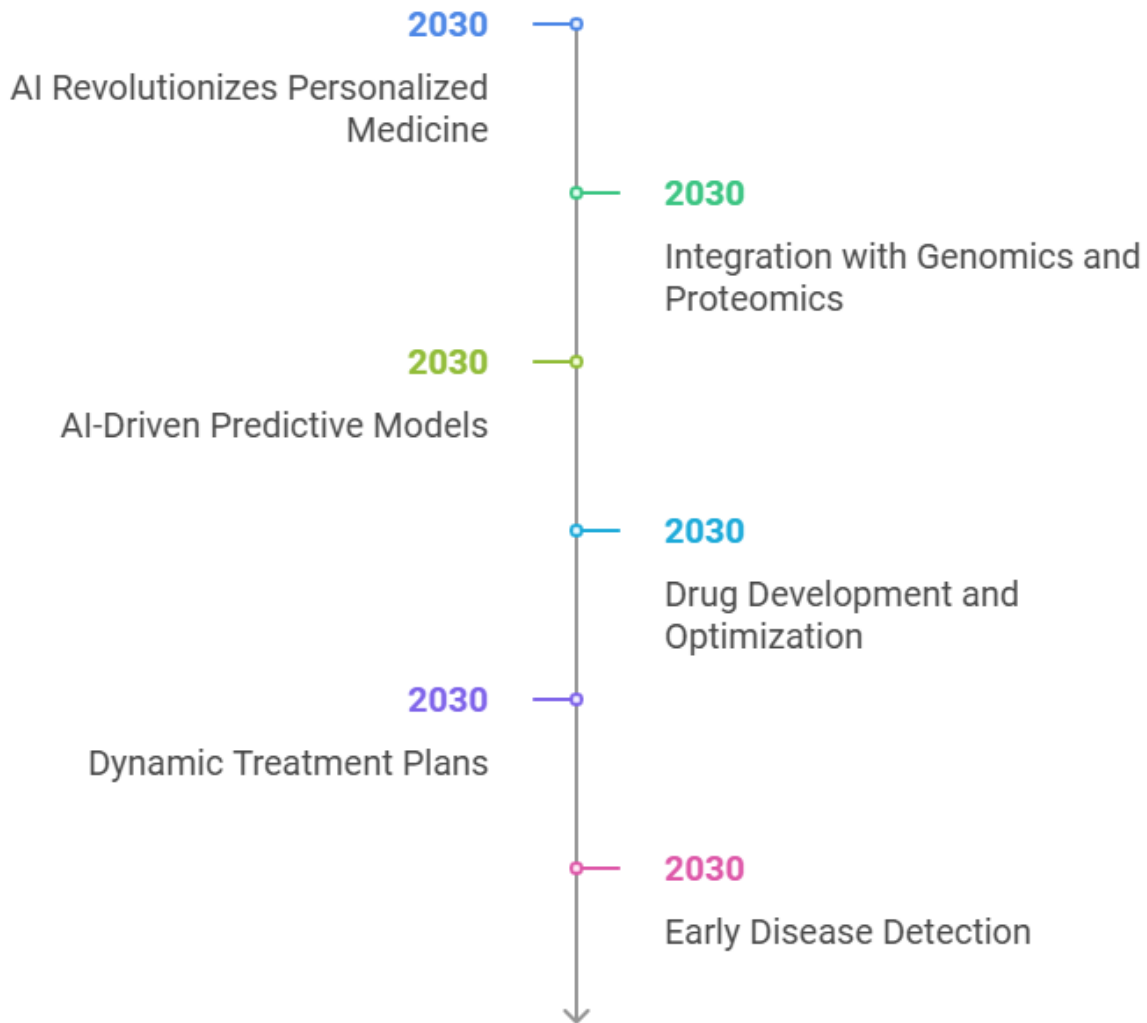 2030
AI Revolutionizes Personalized
Medicine
2030
Integration with Genomics and
Proteomics
2030
AI-Driven Predictive Models
2030
Drug Development and
Optimization
2030
Dynamic Treatment Plans
2030
Early Disease Detection